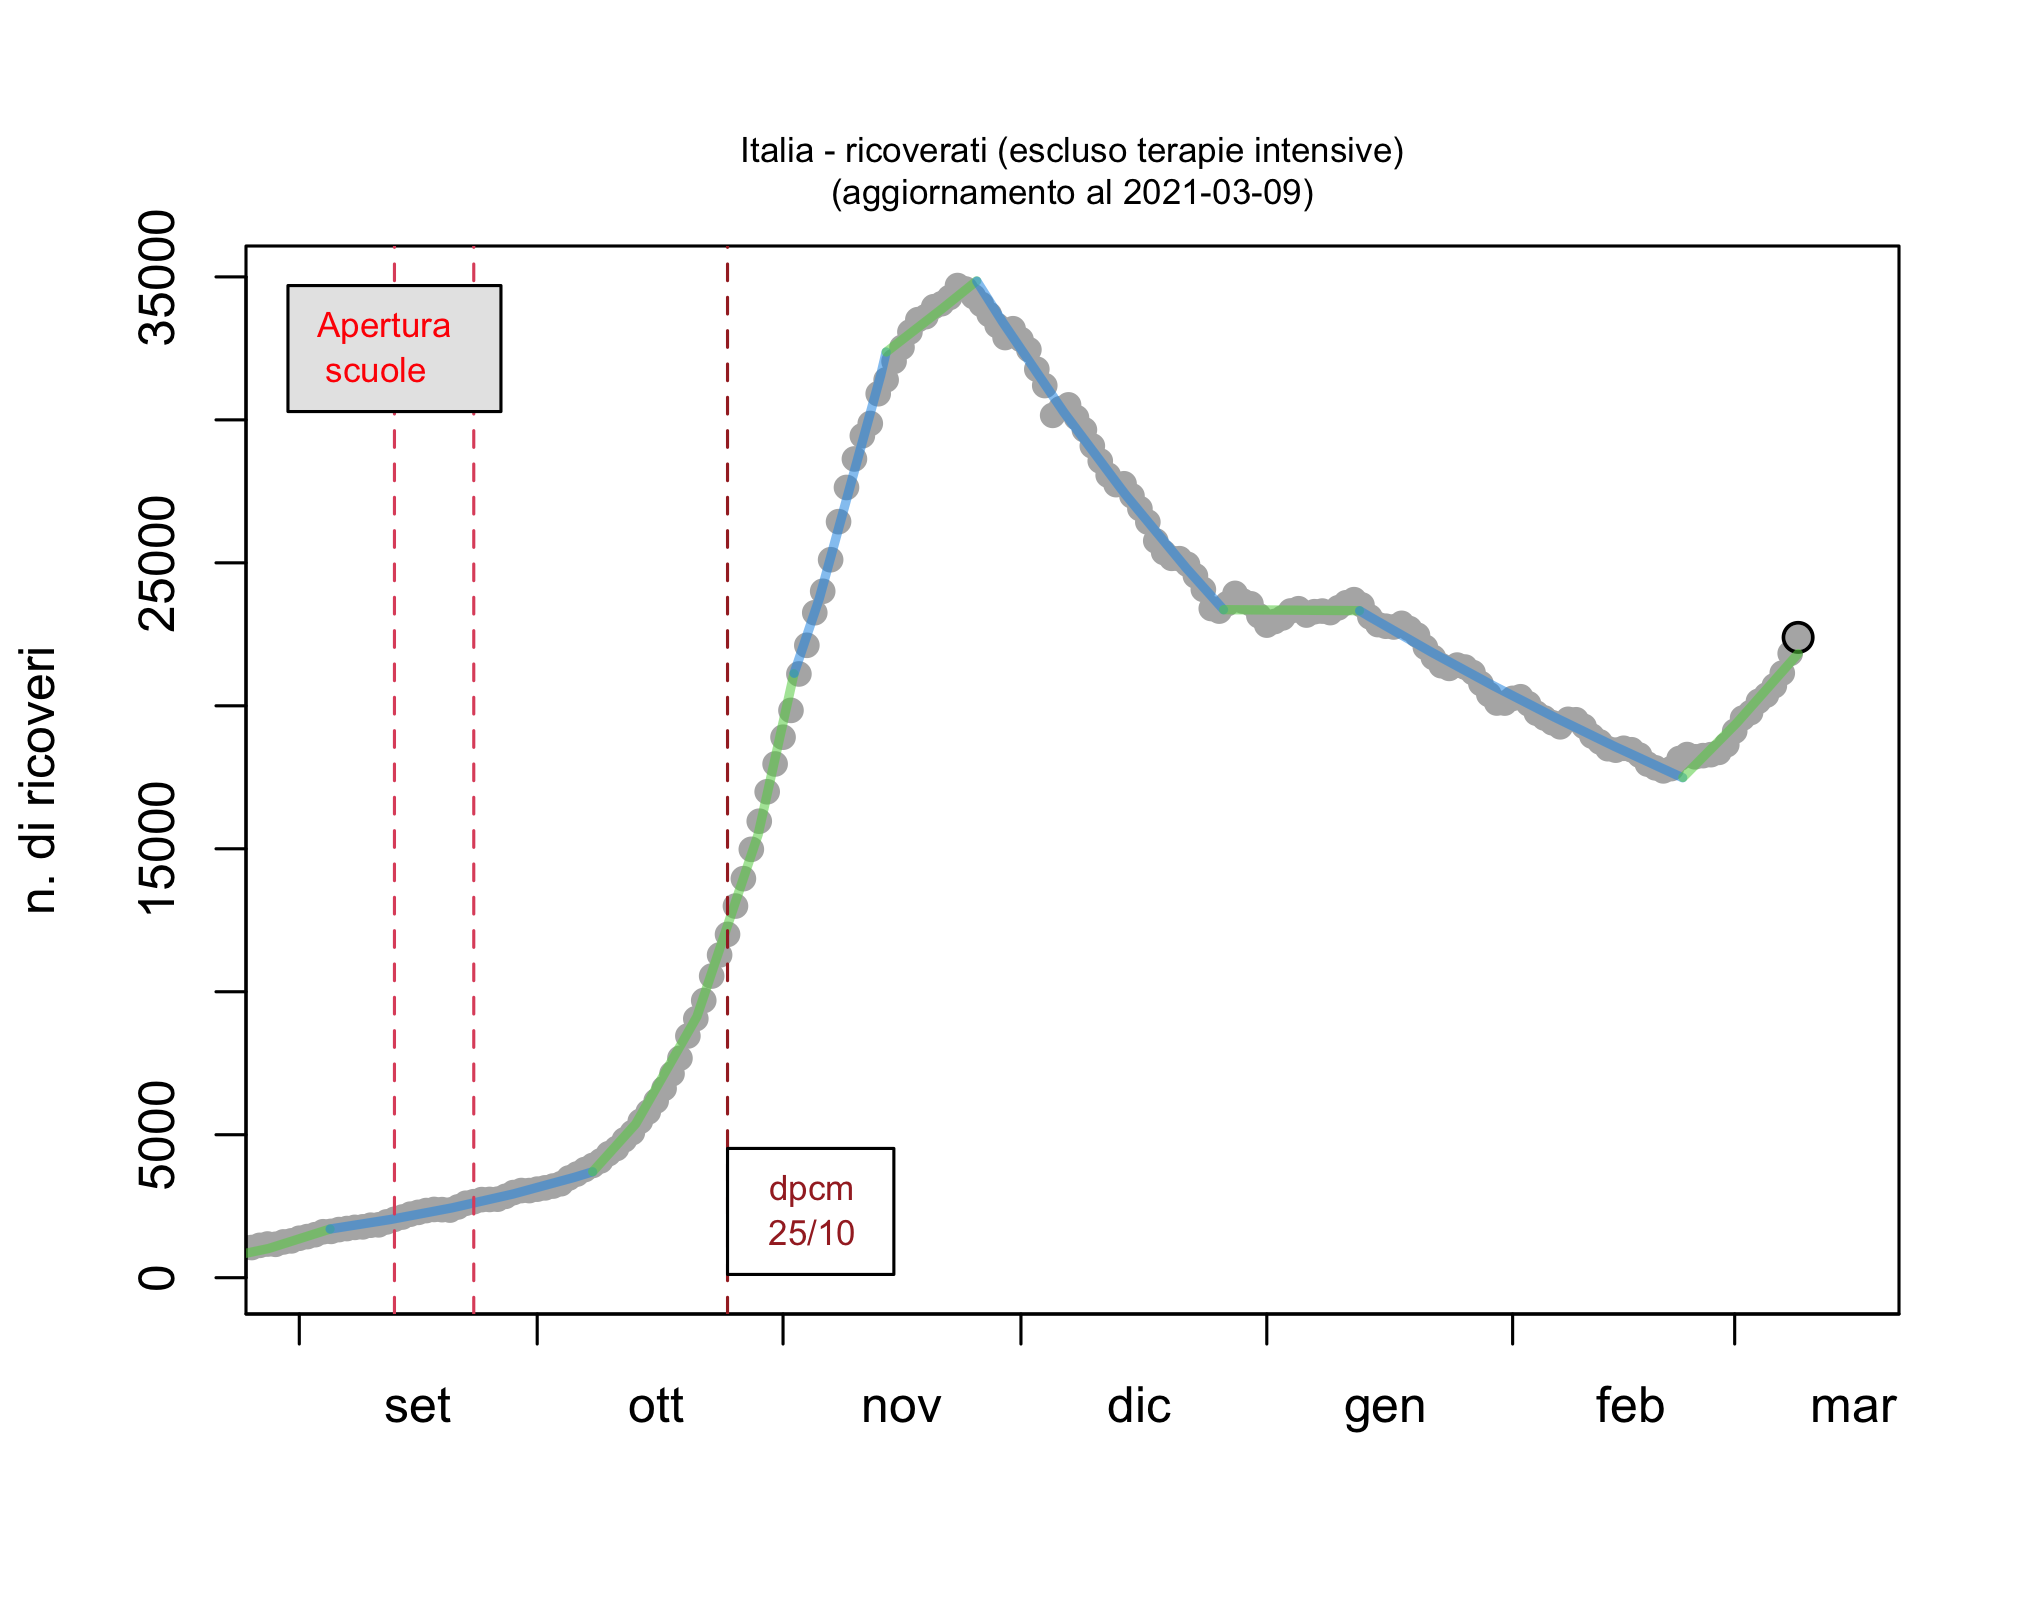 Italia - ricoverati (escluso terapie intensive)
(aggiornamento al 2021-03-09)
n. di ricoveri
35000
25000
15000
5000
0
Apertura
scuole
dpcm
25/10
set ott nov dic gen feb mar